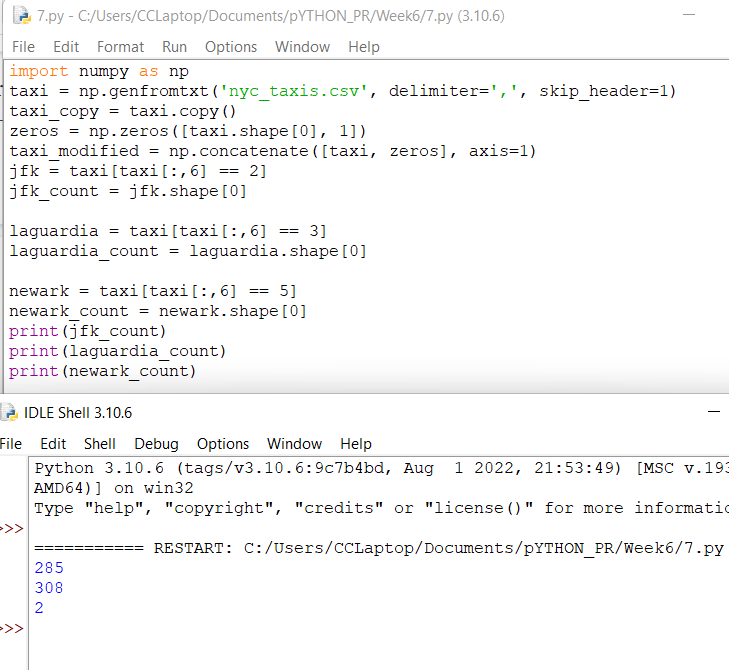 7.py - C:/Users/CCLaptop/Documents/pYTHON_PR/Week6/7.py (3.10.6)
File Edit Format Run Options Window Help
import numpy as np
taxi = np.genfromtxt('nyc_taxis.csv', delimiter=',', skip_header=1)
taxi_copy = taxi.copy()
zeros = np.zeros([taxi.shape[0], 1])
taxi_modified = np.concatenate([taxi, zeros], axis=1)
jfk = taxi[taxi[:,6] == 2]
jfk_count = jfk.shape[0]
laguardia = taxi[taxi[:,6] == 3]
laguardia_count = laguardia.shape[0]
newark = taxi[taxi[:,6] == 5]
newark_count = newark.shape[0]
print(jfk_count)
print(laguardia_count)
print(newark_count)
IDLE Shell 3.10.6
File Edit Shell Debug Options Window Help
Python 3.10.6 (tags/v3.10.6:9c7b4bd, Aug  1 2022, 21:53:49) [MSC v.193
AMD64)] on win32
Type "help", "copyright", "credits" or "license()" for more informatio
>>>
=========== RESTART: C:/Users/CCLaptop/Documents/pYTHON_PR/Week6/7.py
285
308
2
>>>